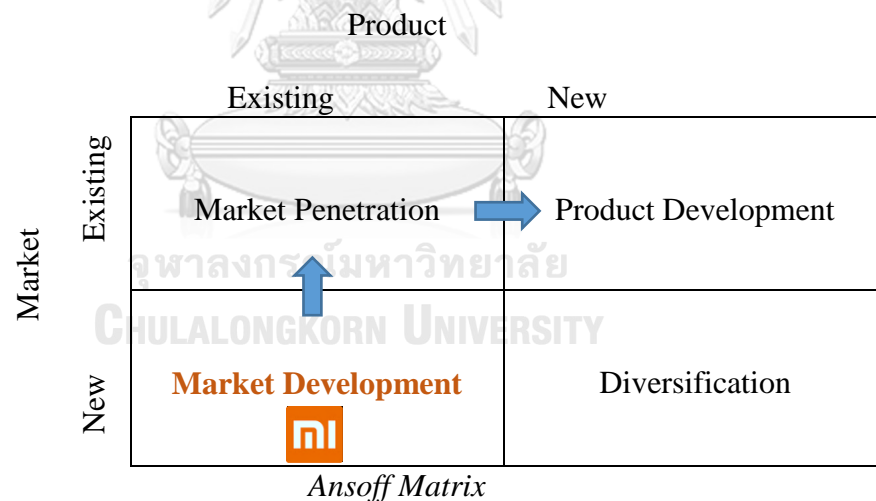 Product
Existing New
Existing
Market Penetration Product Development
Market
จุฬาลงกรณ์มหาวิทยาลัย
CHULALONGKORN UNIVERSITY
New
Market Development Diversification
mi
Ansoff Matrix